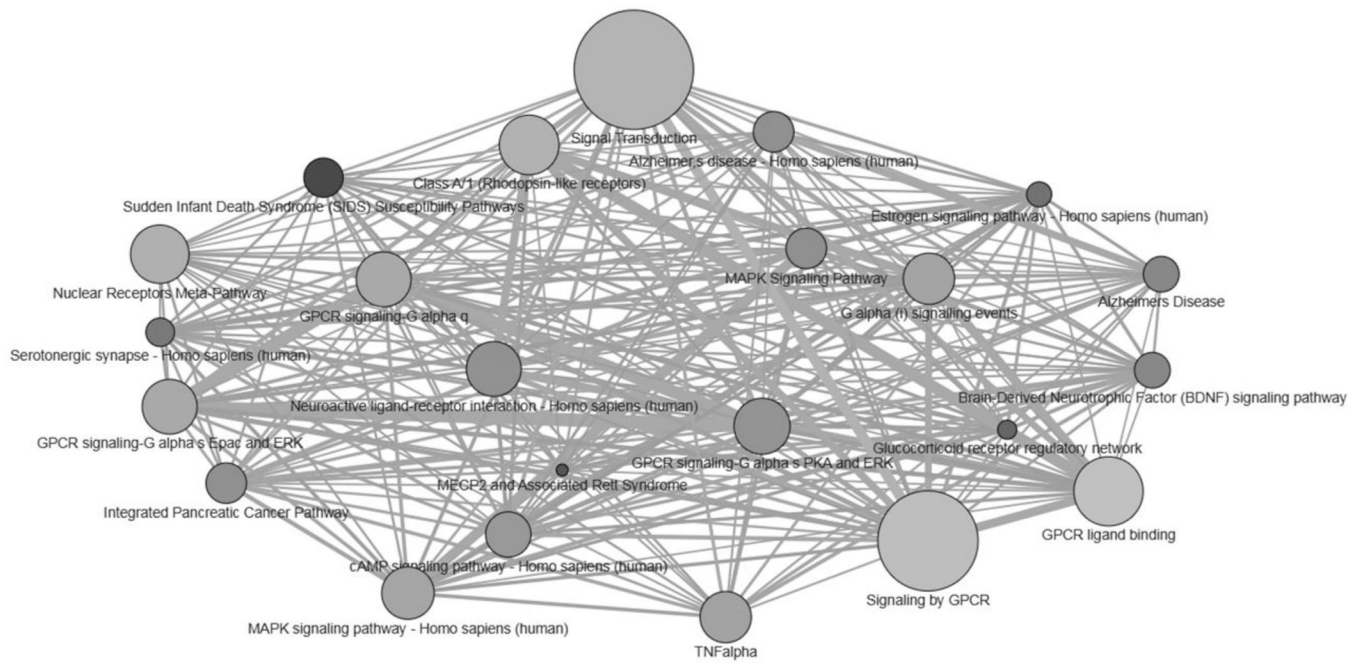 Signal Transduction
Alzheimer,s disease - Homo sapiens (human)
Class A/1 (Rhodopsin-like receptors)
Sudden Infant Death Syndrome (SIDS) Susceptibility Pathways
Estrogen signaling pathway - Homo sapiens (human)
MAPK Signaling Pathway
Nuclear Receptors Meta-Pathway
Alzheimers Disease
GPCR signaling-G alpha q
G alpha (i) signalling events
Serotonergic synapse - Homo sapiens (human)
Brain-Derived Neurotrophic Factor (BDNF) signaling pathway
Neuroactive ligand-receptor interaction - Homo sapiens (human)
GPCR signaling-G alpha s Epac and ERK
Glucocorticoid receptor regulatory network
GPCR signaling-G alpha s PKA and ERK
MECP2 and Associated Rett Syndrome
Integrated Pancreatic Cancer Pathway
GPCR ligand binding
cAMP signaling pathway - Homo sapiens (human)
Signaling by GPCR
MAPK signaling pathway - Homo sapiens (human)
TNFalpha